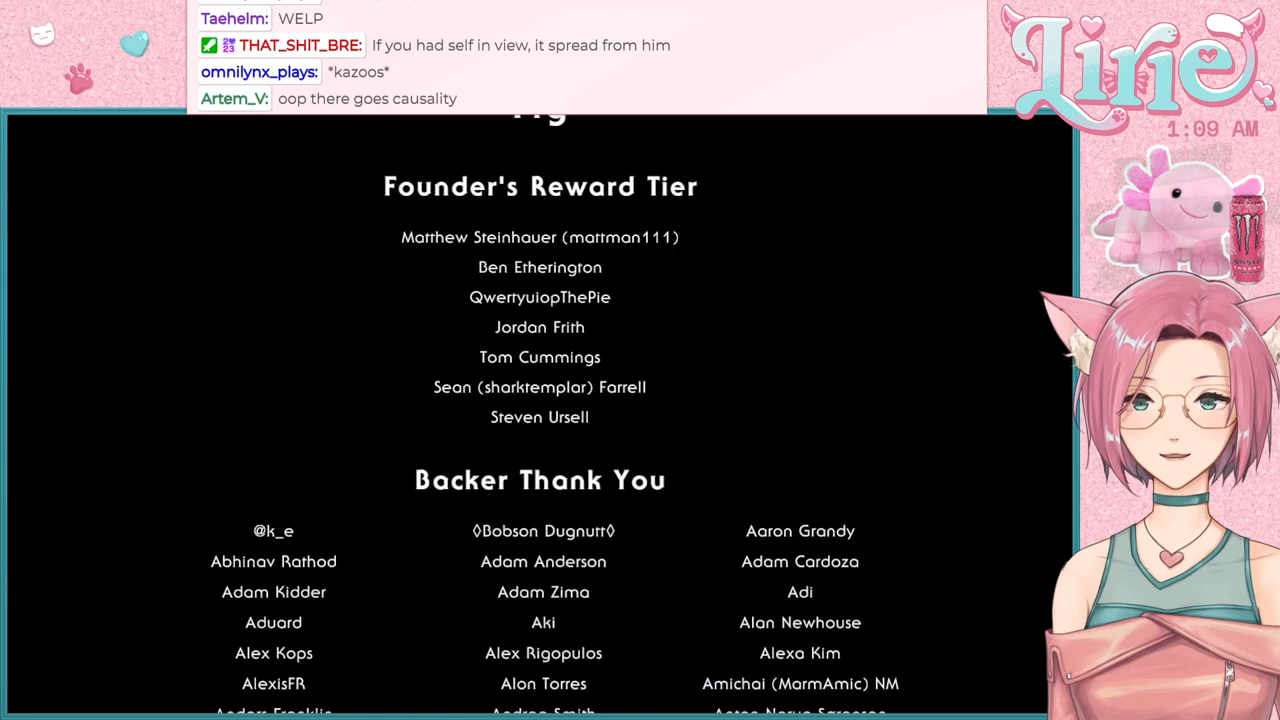 Taehelm: WELP
THAT_SHIT_BRE: If you had self in view, it spread from him
omnilynx_plays: *kazoos*
Artem_V: oop there goes causality
Lirie
1:09 AM
Founder's Reward Tier
Matthew Steinhauer (mattman111)
Ben Etherington
QwertyuiopThePie
Jordan Frith
Tom Cummings
Sean (sharktemplar) Farrell
Steven Ursell
Backer Thank You
@k_e ◊Bobson Dugnutt◊ Aaron Grandy
Abhinav Rathod Adam Anderson Adam Cardoza
Adam Kidder Adam Zima Adi
Aduard Aki Alan Newhouse
Alex Kops Alex Rigopulos Alexa Kim
AlexisFR Alon Torres Amichai (MarmAmic) NM